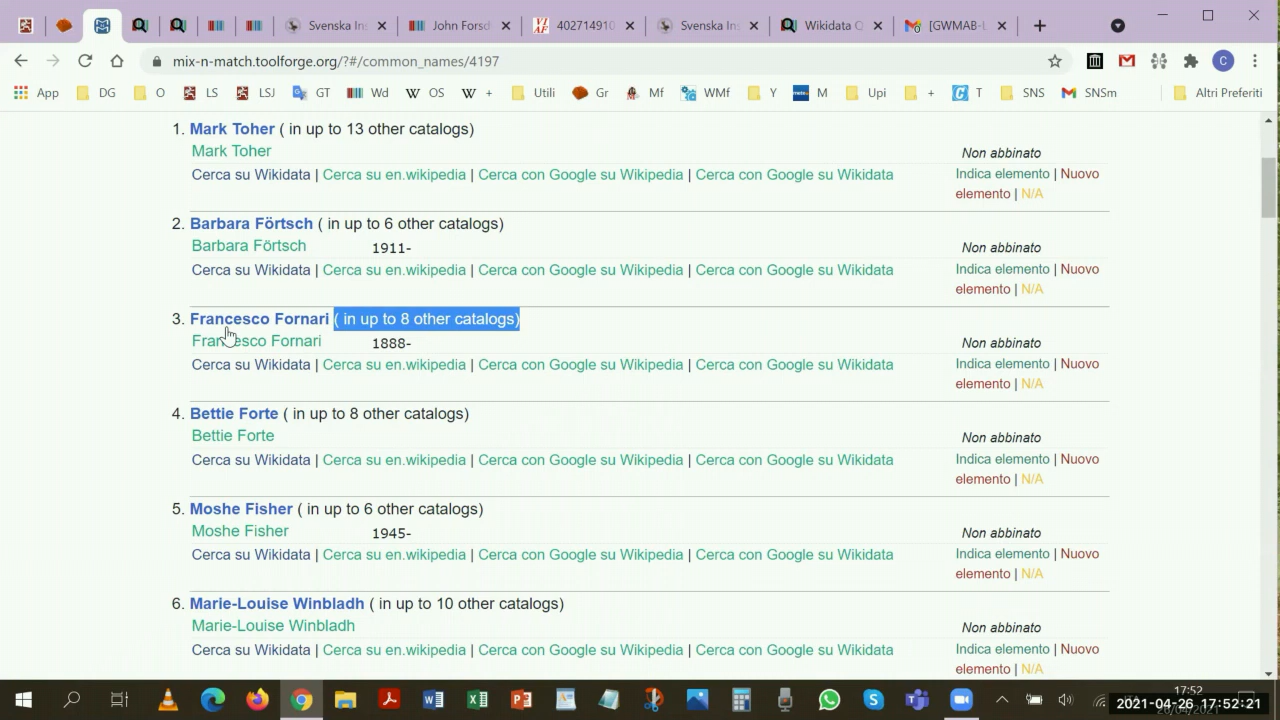 Svenska In
John Forsd
402714910
Svenska In
Wikidata Q
[GWMAB-L
mix-n-match.toolforge.org/?#/common_names/4197
C
App DG O LS LSJ GT Wd OS + Utili Gr Mf WMf Y M Upi + T SNS SNSm Altri Preferiti
1. Mark Toher ( in up to 13 other catalogs)
Mark Toher
Non abbinato
Cerca su Wikidata | Cerca su en.wikipedia | Cerca con Google su Wikipedia | Cerca con Google su Wikidata
Indica elemento | Nuovo
elemento | N/A
2. Barbara Förtsch ( in up to 6 other catalogs)
Barbara Förtsch 1911-
Non abbinato
Cerca su Wikidata | Cerca su en.wikipedia | Cerca con Google su Wikipedia | Cerca con Google su Wikidata
Indica elemento | Nuovo
elemento | N/A
3. Francesco Fornari ( in up to 8 other catalogs)
Francesco Fornari 1888-
Non abbinato
Cerca su Wikidata | Cerca su en.wikipedia | Cerca con Google su Wikipedia | Cerca con Google su Wikidata
Indica elemento | Nuovo
elemento | N/A
4. Bettie Forte ( in up to 8 other catalogs)
Bettie Forte
Non abbinato
Cerca su Wikidata | Cerca su en.wikipedia | Cerca con Google su Wikipedia | Cerca con Google su Wikidata
Indica elemento | Nuovo
elemento | N/A
5. Moshe Fisher ( in up to 6 other catalogs)
Moshe Fisher 1945-
Non abbinato
Cerca su Wikidata | Cerca su en.wikipedia | Cerca con Google su Wikipedia | Cerca con Google su Wikidata
Indica elemento | Nuovo
elemento | N/A
6. Marie-Louise Winbladh ( in up to 10 other catalogs)
Marie-Louise Winbladh
Non abbinato
Cerca su Wikidata | Cerca su en.wikipedia | Cerca con Google su Wikipedia | Cerca con Google su Wikidata
Indica elemento | Nuovo
elemento | N/A
17:52
2021-04-26 17:52:21